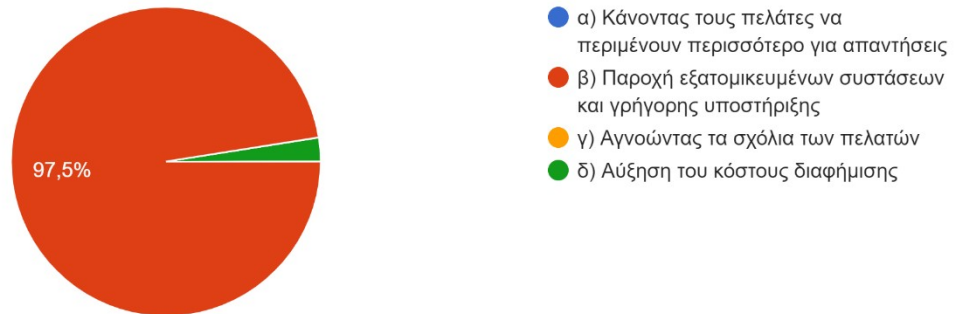 97,5%
α) Κάνοντας τους πελάτες να
περιμένουν περισσότερο για απαντήσεις
β) Παροχή εξατομικευμένων συστάσεων
και γρήγορης υποστήριξης
γ) Αγνοώντας τα σχόλια των πελατών
δ) Αύξηση του κόστους διαφήμισης